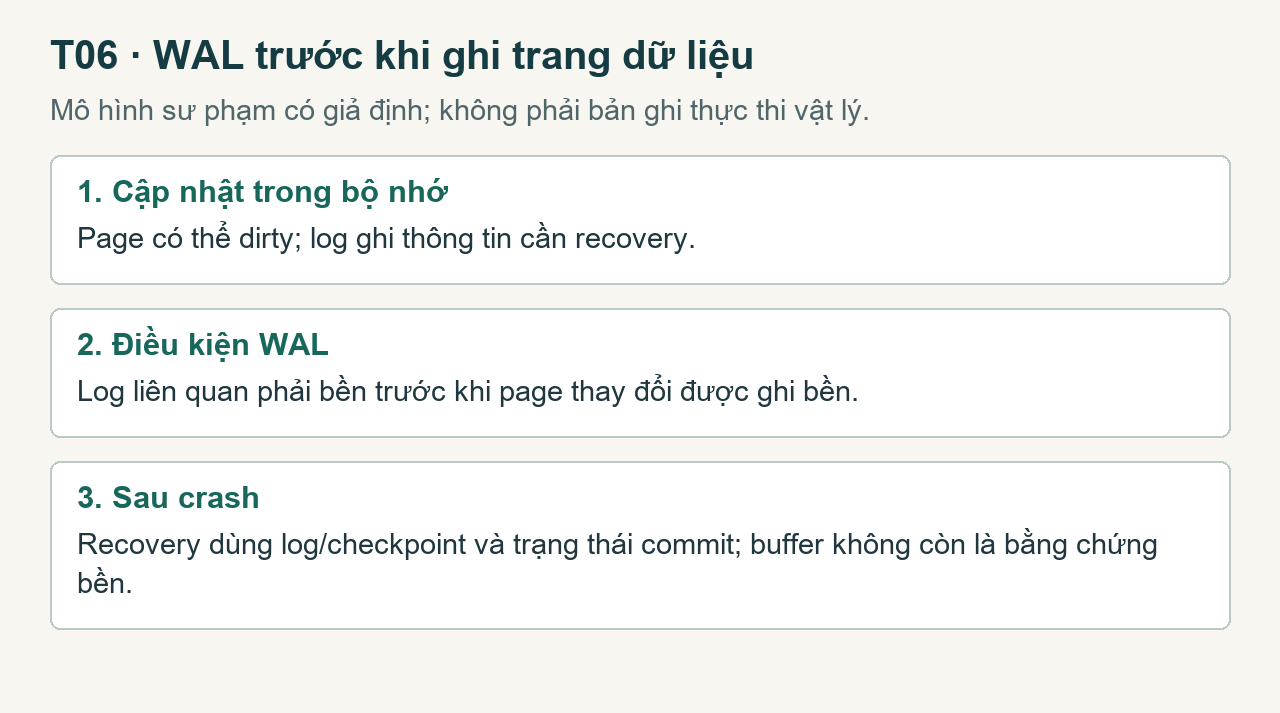 T06 · WAL trước khi ghi trang dữ liệu
Mô hình sư phạm có giả định; không phải bản ghi thực thi vật lý.
1. Cập nhật trong bộ nhớ
Page có thể dirty; log ghi thông tin cần recovery.
2. Điều kiện WAL
Log liên quan phải bền trước khi page thay đổi được ghi bền.
3. Sau crash
Recovery dùng log/checkpoint và trạng thái commit; buffer không còn là bằng chứng
bền.